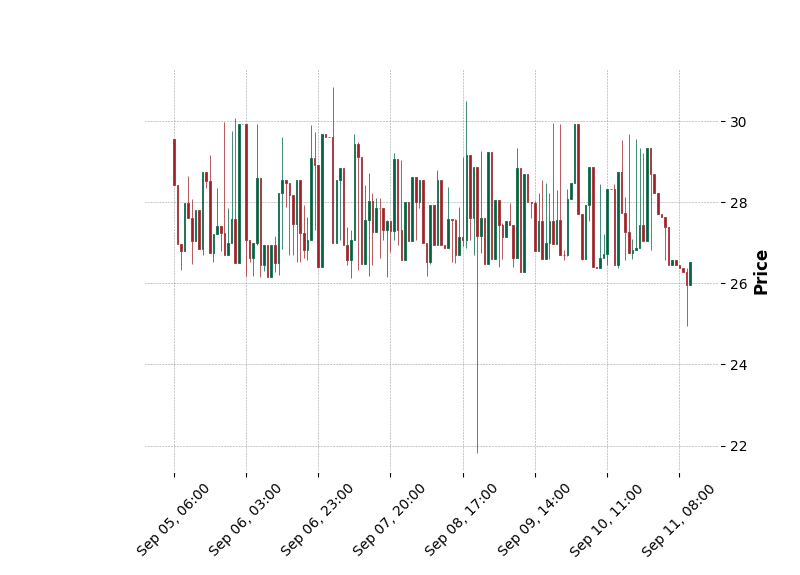 30
28
26
24
22
Price
Sep 05, 06:00
Sep 06, 03:00
Sep 06, 23:00
Sep 07, 20:00
Sep 08, 17:00
Sep 09, 14:00
Sep 10, 11:00
Sep 11, 08:00